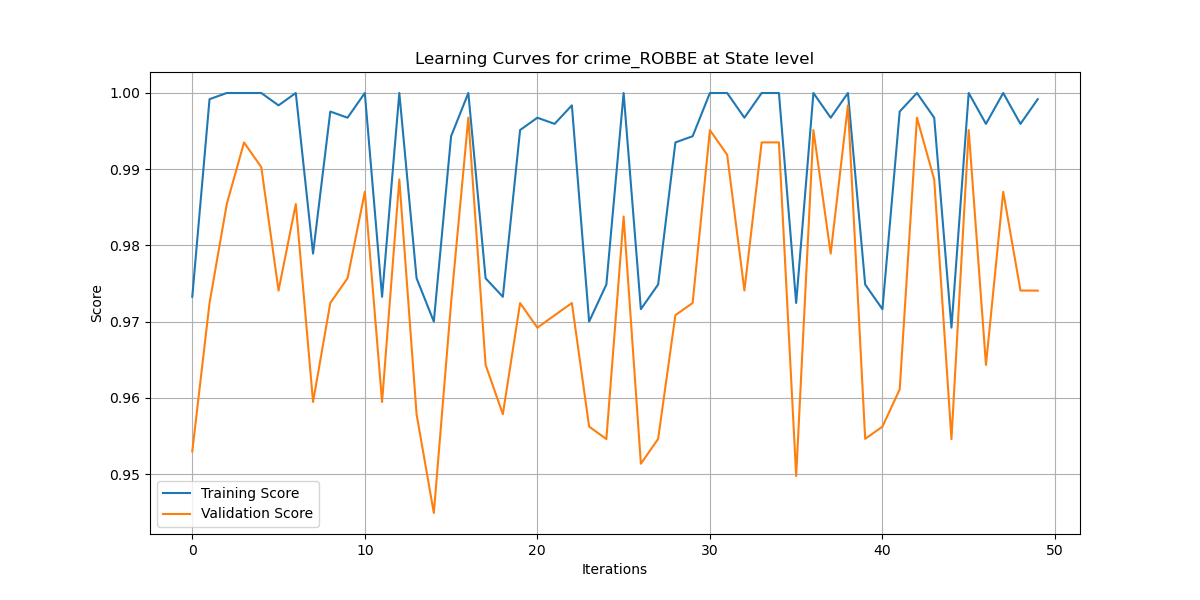 Learning Curves for crime_ROBBE at State level
1.00
0.99
0.98
0.97
0.96
0.95
Score
Training Score
Validation Score
0
10
20
30
40
50
Iterations